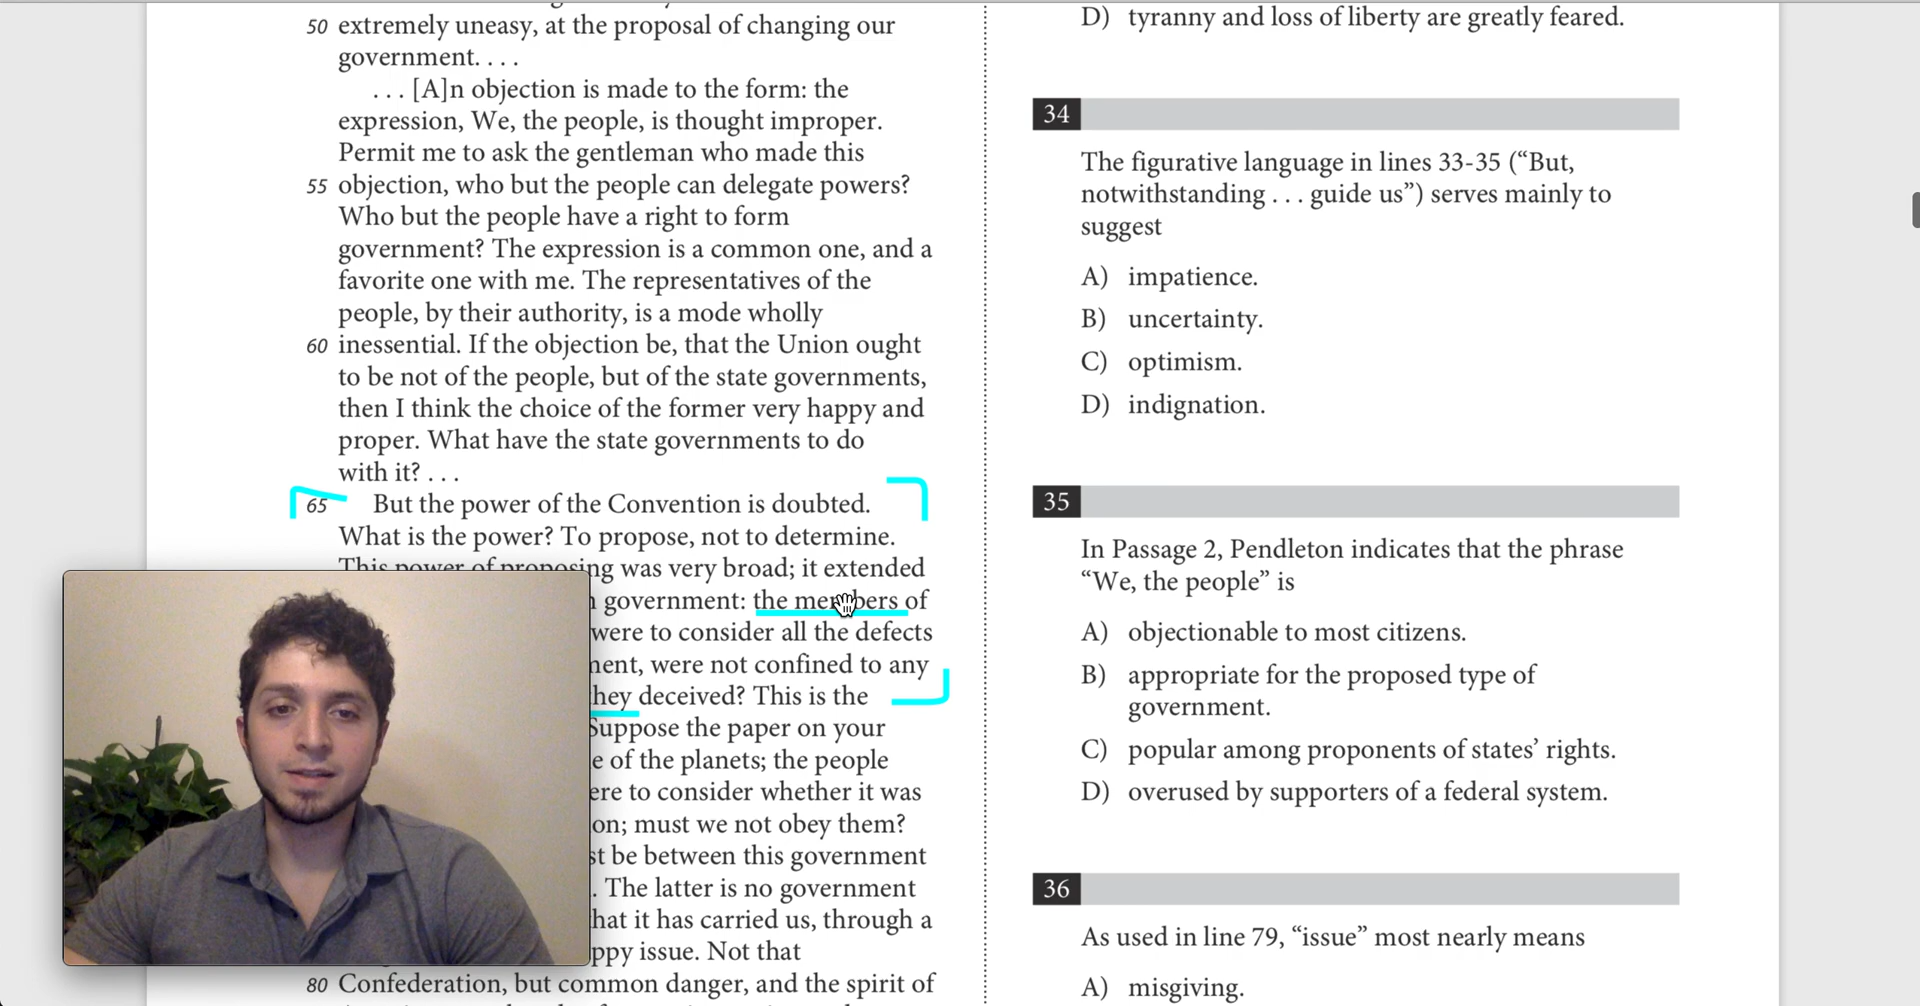 50 extremely uneasy, at the proposal of changing our
government. . . .
. . . [A]n objection is made to the form: the
expression, We, the people, is thought improper.
Permit me to ask the gentleman who made this
55 objection, who but the people can delegate powers?
Who but the people have a right to form
government? The expression is a common one, and a
favorite one with me. The representatives of the
people, by their authority, is a mode wholly
60 inessential. If the objection be, that the Union ought
to be not of the people, but of the state governments,
then I think the choice of the former very happy and
proper. What have the state governments to do
with it? . . .
65 But the power of the Convention is doubted.
What is the power? To propose, not to determine.
This power of proposing was very broad; it extended
government: the members of
were to consider all the defects
were not confined to any
they deceived? This is the
Suppose the paper on your
of the planets; the people
to consider whether it was
must we not obey them?
be between this government
The latter is no government
that it has carried us, through a
issue. Not that
80 Confederation, but common danger, and the spirit of
D) tyranny and loss of liberty are greatly feared.
34
The figurative language in lines 33-35 (“But,
notwithstanding . . . guide us”) serves mainly to
suggest
A) impatience.
B) uncertainty.
C) optimism.
D) indignation.
35
In Passage 2, Pendleton indicates that the phrase
“We, the people” is
A) objectionable to most citizens.
B) appropriate for the proposed type of
government.
C) popular among proponents of states’ rights.
D) overused by supporters of a federal system.
36
As used in line 79, “issue” most nearly means
A) misgiving.